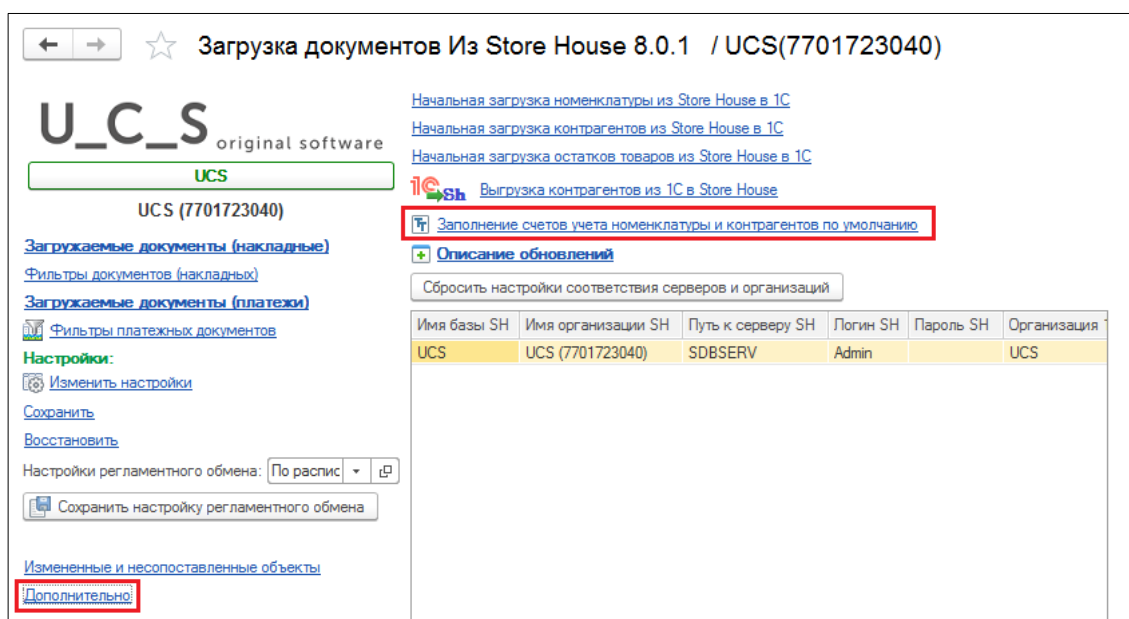 Загрузка документов Из Store House 8.0.1 / UCS(7701723040)
U_C_S original software
UCS
UCS (7701723040)
Загружаемые документы (накладные)
Фильтры документов (накладных)
Загружаемые документы (платежи)
Фильтры платежных документов
Настройки:
Изменить настройки
Сохранить
Восстановить
Настройки регламентного обмена: По распис
Сохранить настройку регламентного обмена
Измененные и несопоставленные объекты
Дополнительно
Начальная загрузка номенклатуры из Store House в 1С
Начальная загрузка контрагентов из Store House в 1С
Начальная загрузка остатков товаров из Store House в 1С
1С Sh Выгрузка контрагентов из 1С в Store House
Заполнение счетов учета номенклатуры и контрагентов по умолчанию
Описание обновлений
Сбросить настройки соответствия серверов и организаций
Имя базы SH Имя организации SH Путь к серверу SH Логин SH Пароль SH Организация
UCS UCS (7701723040) SDBSERV Admin UCS